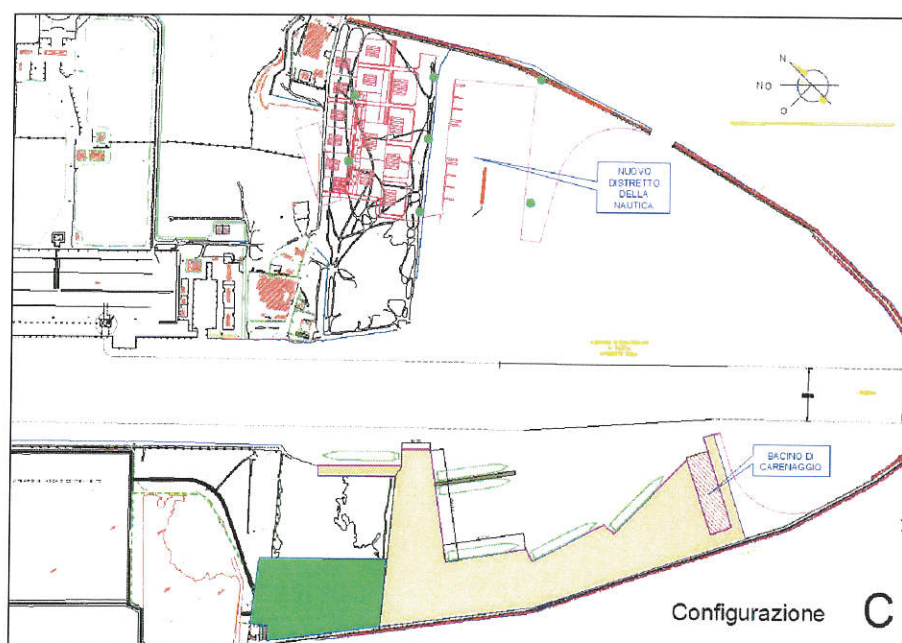 N
NO
O
NUOVO
DISTRETTO
DELLA
NAUTICA
BACINO DI
CARENAGGIO
Configurazione C